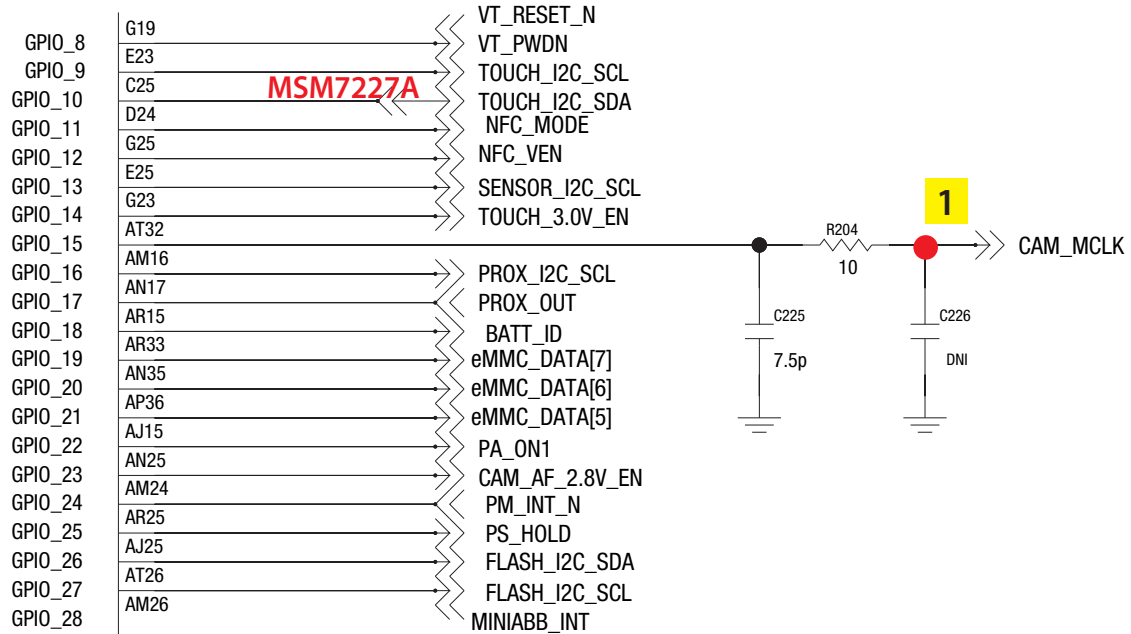 VT_RESET_N
G19
GPIO_8 VT_PWDN
E23
GPIO_9 TOUCH_I2C_SCL
C25 MSM7227A
GPIO_10 TOUCH_I2C_SDA
D24
GPIO_11 NFC_MODE
G25
GPIO_12 NFC_VEN
E25
GPIO_13 SENSOR_I2C_SCL
G23 1
GPIO_14 TOUCH_3.0V_EN
AT32 R204
GPIO_15 CAM_MCLK
AM16 10
GPIO_16 PROX_I2C_SCL
AN17
GPIO_17 PROX_OUT
AR15 C225 C226
GPIO_18 BATT_ID
AR33
GPIO_19 eMMC_DATA[7] 7.5p DNI
AN35
GPIO_20 eMMC_DATA[6]
AP36
GPIO_21 eMMC_DATA[5]
AJ15
GPIO_22 PA_ON1
AN25
GPIO_23 CAM_AF_2.8V_EN
AM24
GPIO_24 PM_INT_N
AR25
GPIO_25 PS_HOLD
AJ25
GPIO_26 FLASH_I2C_SDA
AT26
GPIO_27 FLASH_I2C_SCL
AM26
GPIO_28 MINIABB_INT